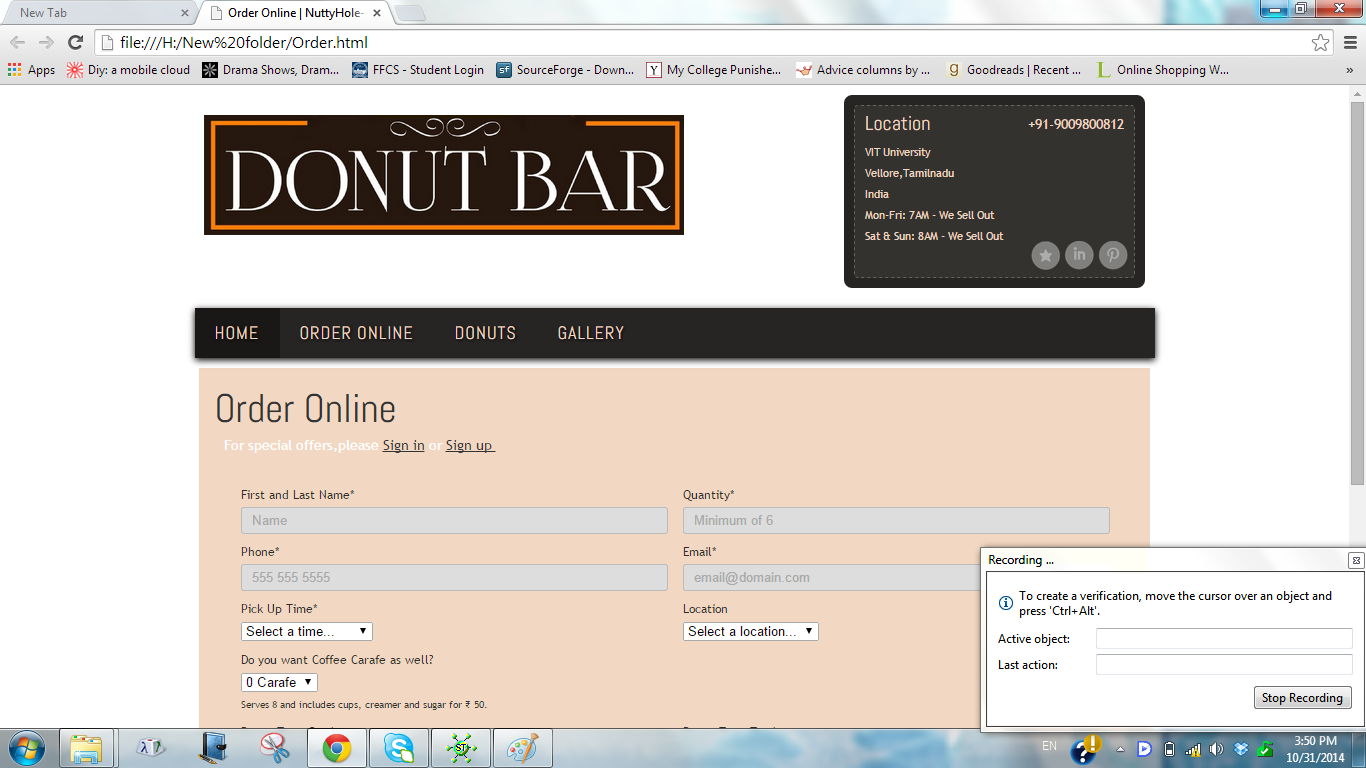 New Tab
Order Online | NuttyHole-
file:///H:/New%20folder/Order.html
Apps
Diy: a mobile cloud
Drama Shows, Dram...
FFCS - Student Login
sf
SourceForge - Down...
Y
My College Punishe...
Advice columns by ...
g
Goodreads | Recent ...
L
Online Shopping W...
»
DONUT BAR
Location
+91-9009800812
VIT University
Vellore,Tamilnadu
India
Mon-Fri: 7AM - We Sell Out
Sat & Sun: 8AM - We Sell Out
in
HOME
ORDER ONLINE
DONUTS
GALLERY
Order Online
For special offers,please Sign in or Sign up
First and Last Name*
Quantity*
Name
Minimum of 6
Phone*
Email*
555 555 5555
email@domain.com
Pick Up Time*
Location
Select a time...
Select a location...
Do you want Coffee Carafe as well?
0 Carafe
Serves 8 and includes cups, creamer and sugar for ₹ 50.
Recording ...
To create a verification, move the cursor over an object and
press 'Ctrl+Alt'.
Active object:
Last action:
Stop Recording
EN
3:50 PM
10/31/2014